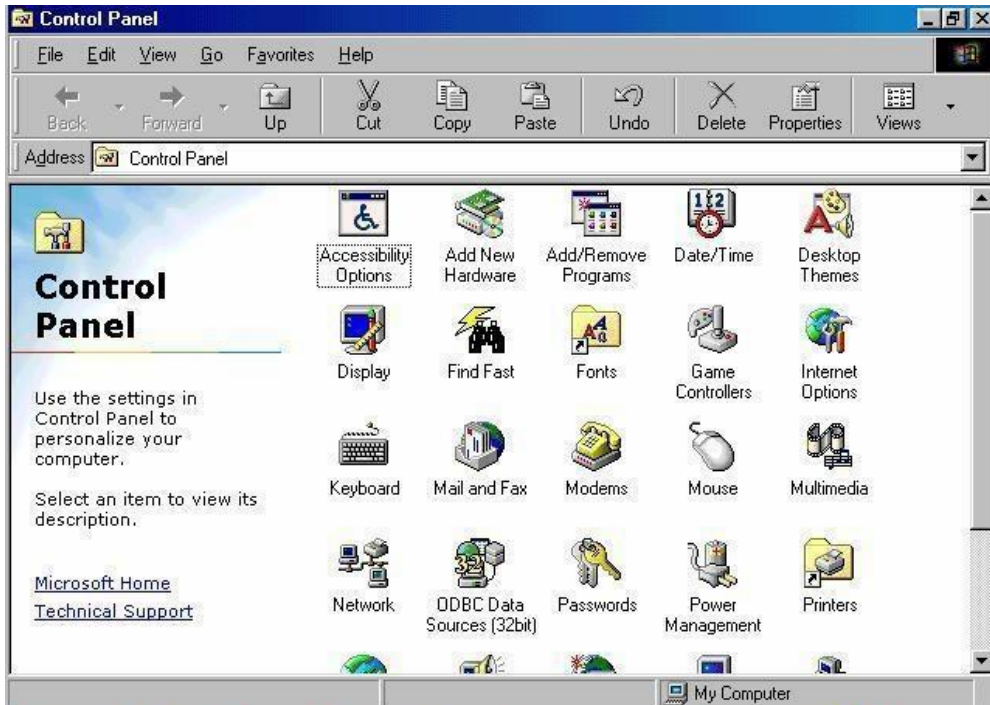 Control Panel
File Edit View Go Favorites Help
Back Forward Up Cut Copy Paste Undo Delete Properties Views
Address Control Panel
Control
Panel
Use the settings in
Control Panel to
personalize your
computer.
Select an item to view its
description.
Microsoft Home
Technical Support
Accessibility
Options
Add New
Hardware
Add/Remove
Programs
Date/Time
Desktop
Themes
Display
Find Fast
Fonts
Game
Controllers
Internet
Options
Keyboard
Mail and Fax
Modems
Mouse
Multimedia
Network
ODBC Data
Sources (32bit)
Passwords
Power
Management
Printers
My Computer